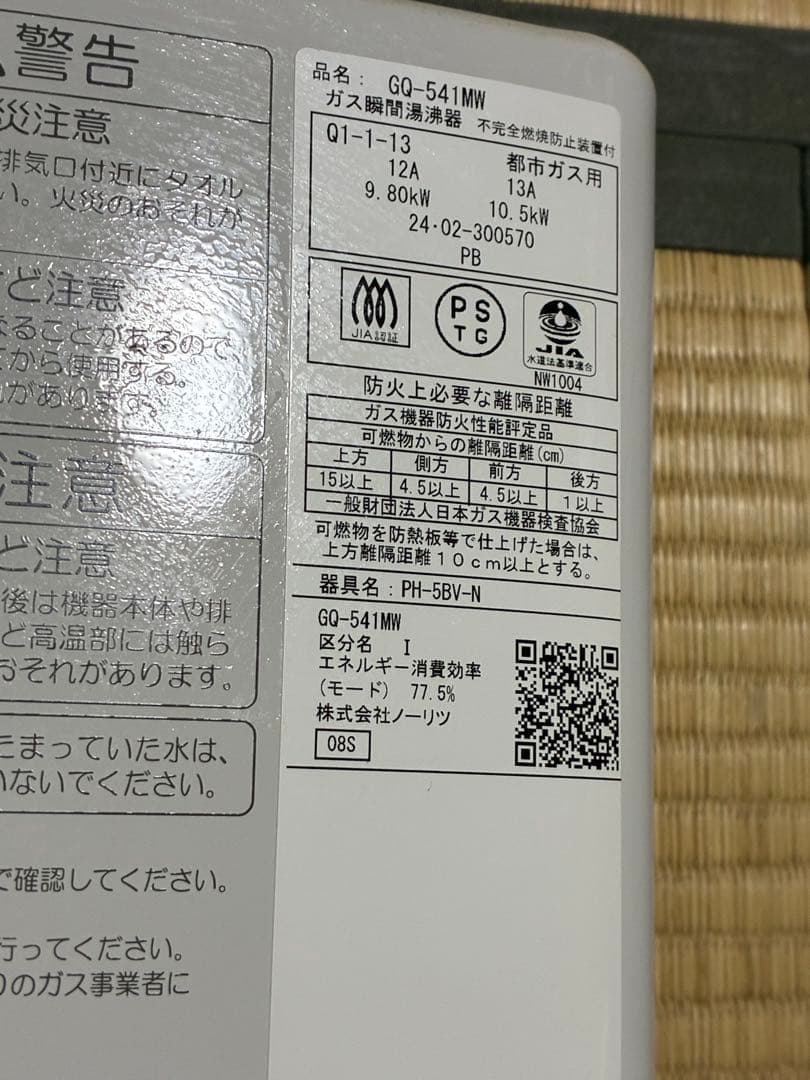 警告
災注意
排気口付近にタオル
い。火災のおそれが
ど注意
なることがあるので、
てから使用する。
れがあります。
注意
ど注意
後は機器本体や排
ど高温部には触ら
おそれがあります。
たまっていた水は、
いないでください。
で確認してください。
行ってください。
りのガス事業者に
品名: GQ-541MW
ガス瞬間湯沸器 不完全燃焼防止装置付
Q1-1-13 都市ガス用
12A 13A
9.80kW 10.5kW
24・02-300570
PB
JIA認証
PS
TG
JIA
水道法基準適合
NW1004
防火上必要な離隔距離
ガス機器防火性能評定品
可燃物からの離隔距離(cm)
上方 側方 前方 後方
15以上 4.5以上 4.5以上 1以上
一般財団法人日本ガス機器検査協会
可燃物を防熱板等で仕上げた場合は、
上方離隔距離10cm以上とする。
器具名:PH-5BV-N
GQ-541MW
区分名 I
エネルギー消費効率
(モード) 77.5%
株式会社ノーリツ
08S